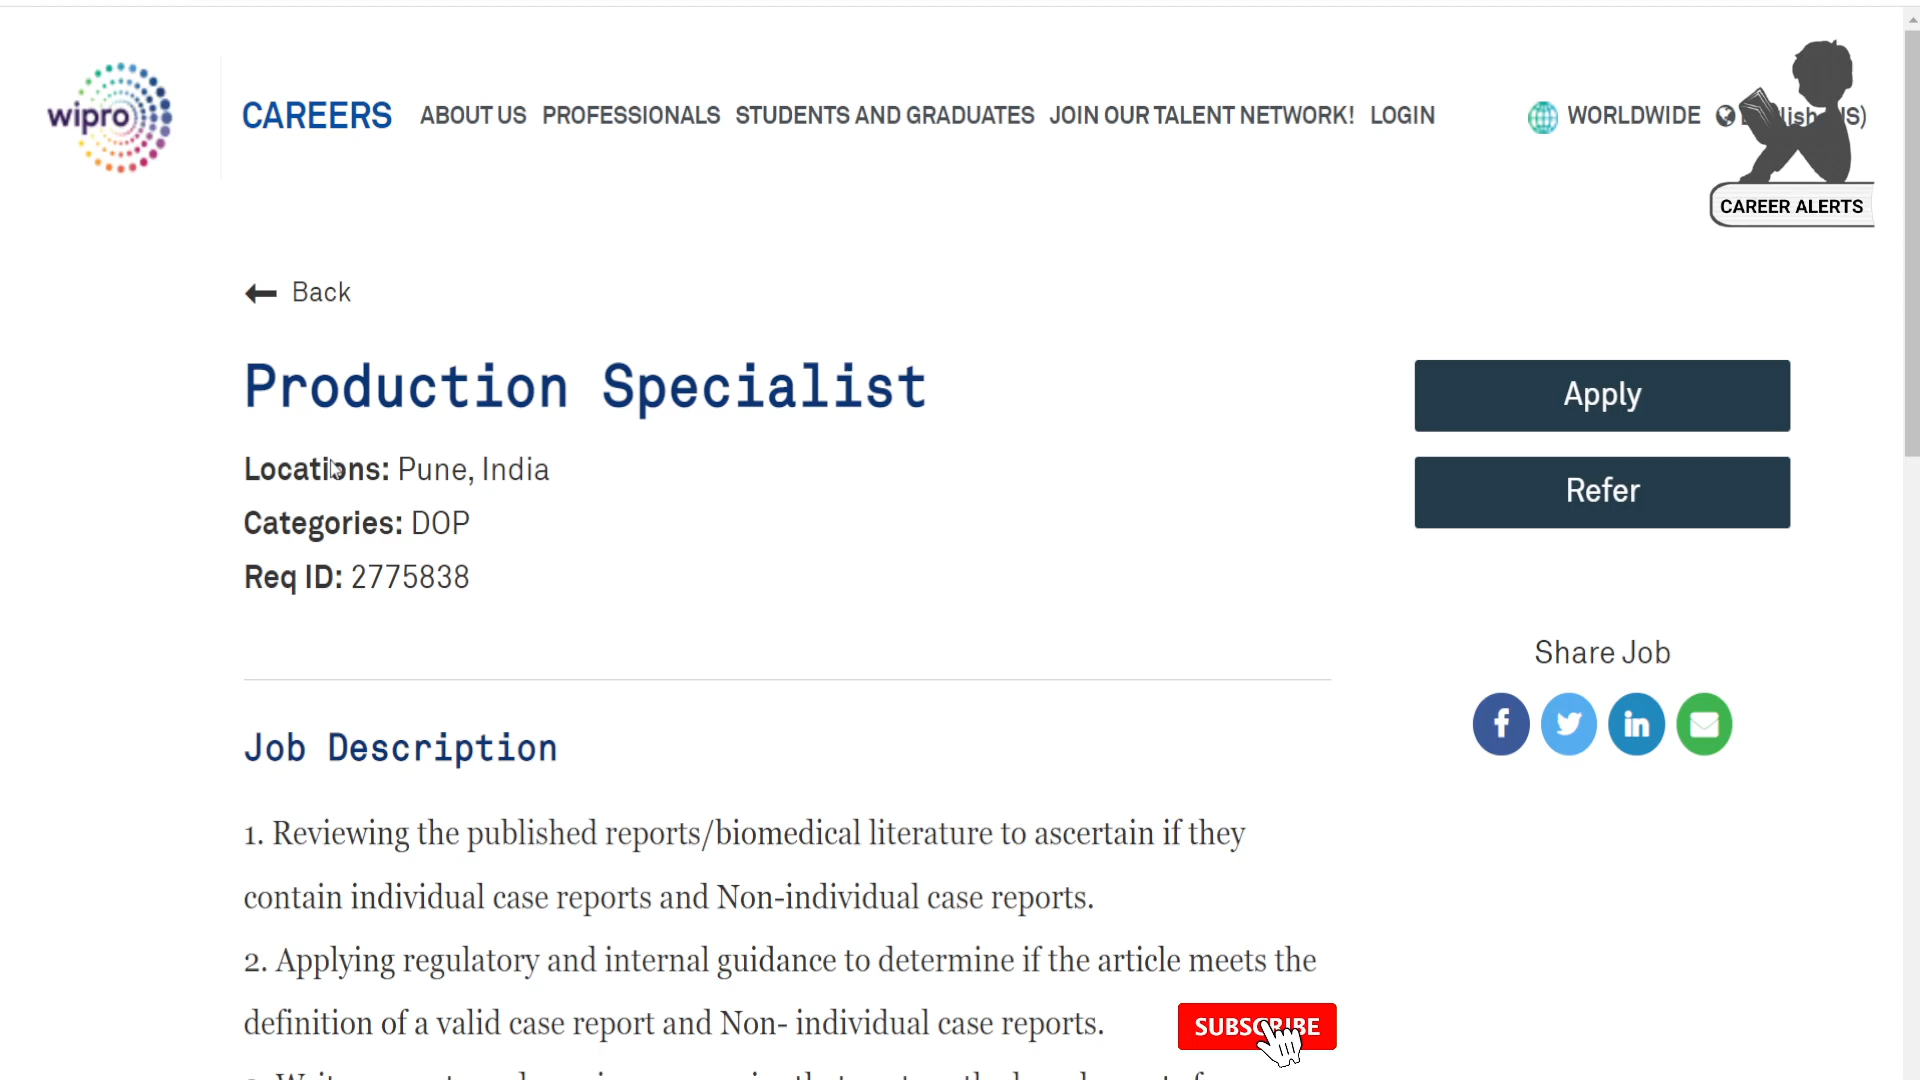 wipro
CAREERS ABOUT US PROFESSIONALS STUDENTS AND GRADUATES JOIN OUR TALENT NETWORK! LOGIN WORLDWIDE
CAREER ALERTS
Back
Production Specialist
Locations: Pune, India
Categories: DOP
Req ID: 2775838
Apply
Refer
Share Job
Job Description
1. Reviewing the published reports/biomedical literature to ascertain if they
contain individual case reports and Non-individual case reports.
2. Applying regulatory and internal guidance to determine if the article meets the
definition of a valid case report and Non- individual case reports.
SUBSCRIBE